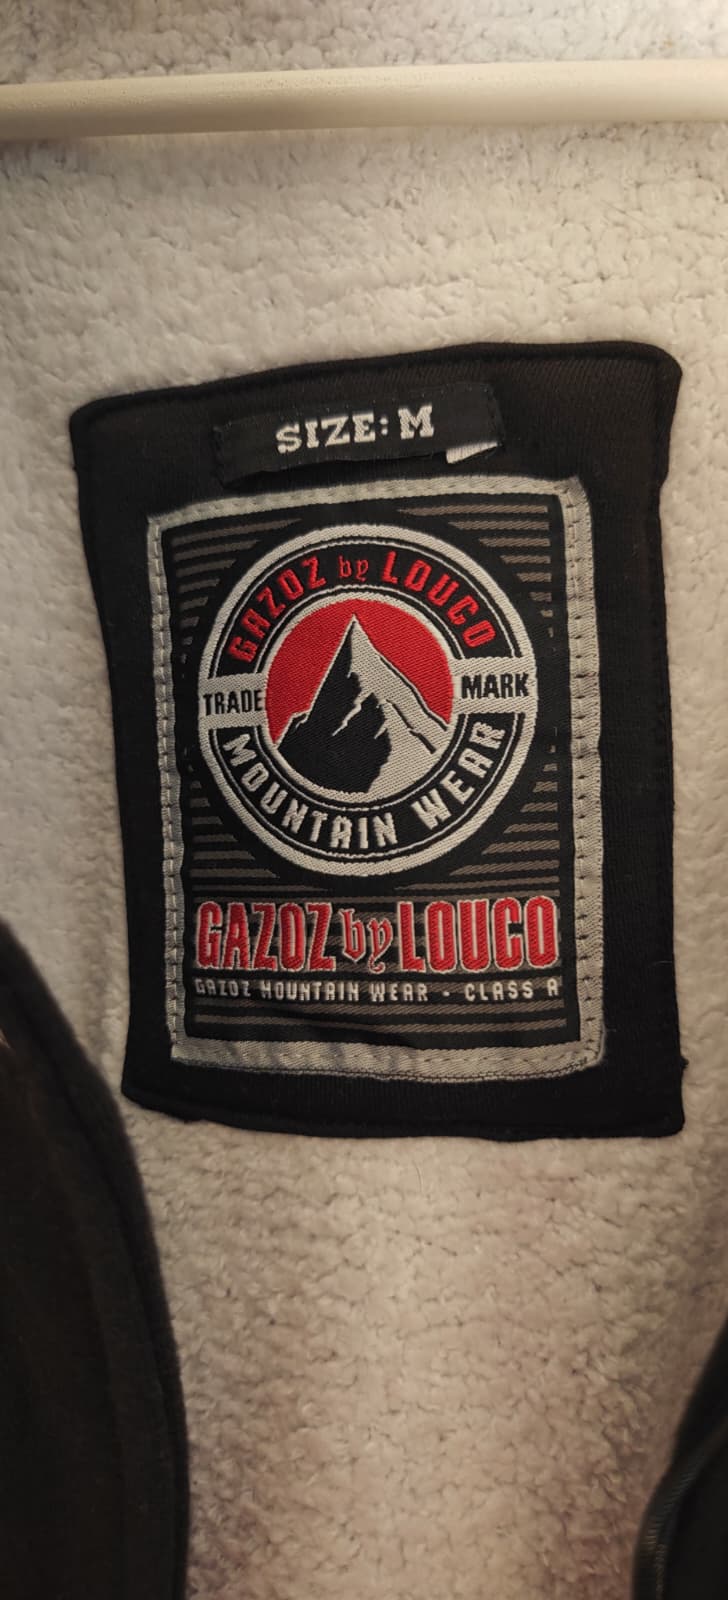 SIZE: M
GAZOZ by LOUCO
TRADE MARK
MOUNTAIN WEAR
GAZOZ by LOUCO
GAZOZ MOUNTAIN WEAR - CLASS A